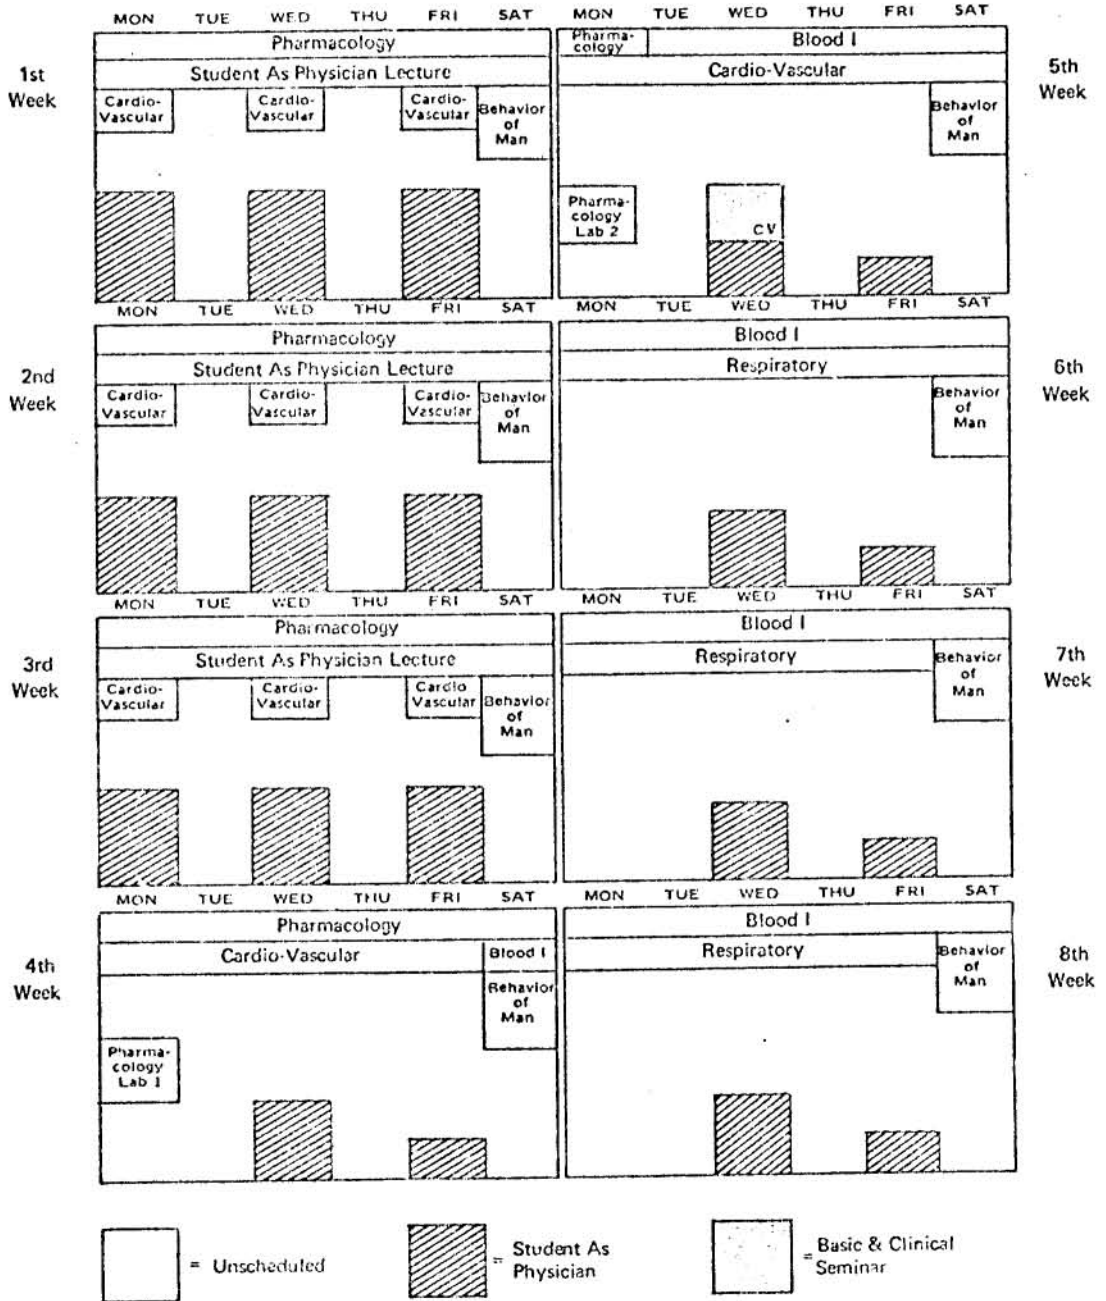 MON TUE WED THU FRI SAT
Pharmacology
Student As Physician Lecture
1st
Week
Cardio-
Vascular
Cardio-
Vascular
Cardio-
Vascular
Behavior
of
Man
MON TUE WED THU FRI SAT
Pharma-
cology
Blood I
Cardio-Vascular
5th
Week
Behavior
of
Man
Pharma-
cology
Lab 2
CV
MON TUE WED THU FRI SAT
Pharmacology
Student As Physician Lecture
2nd
Week
Cardio-
Vascular
Cardio-
Vascular
Cardio-
Vascular
Behavior
of
Man
MON TUE WED THU FRI SAT
Blood I
Respiratory
6th
Week
Behavior
of
Man
MON TUE WED THU FRI SAT
Pharmacology
Student As Physician Lecture
3rd
Week
Cardio-
Vascular
Cardio-
Vascular
Cardio
Vascular
Behavior
of
Man
MON TUE WED THU FRI SAT
Blood I
Respiratory
7th
Week
Behavior
of
Man
MON TUE WED THU FRI SAT
Pharmacology
Cardio-Vascular
Blood I
4th
Week
Behavior
of
Man
Pharma-
cology
Lab 1
MON TUE WED THU FRI SAT
Blood I
Respiratory
8th
Week
Behavior
of
Man
= Unscheduled
= Student As
Physician
= Basic & Clinical
Seminar